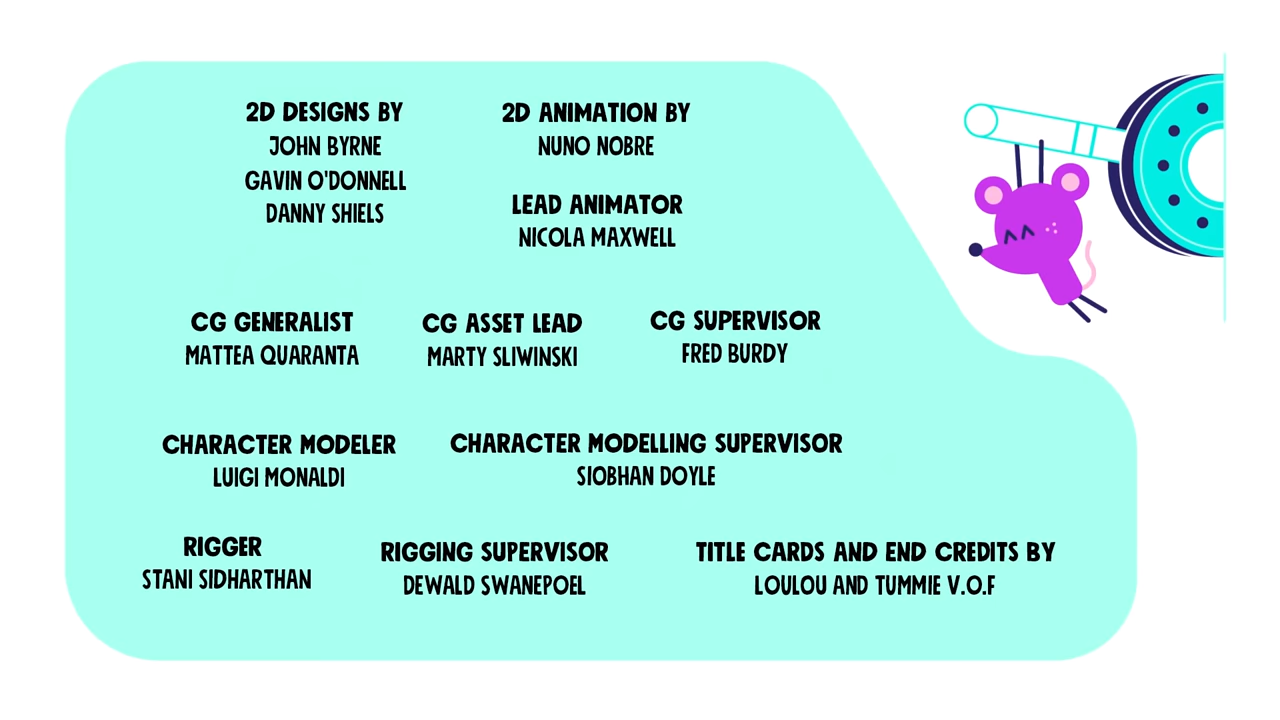 2D DESIGNS BY
JOHN BYRNE
GAVIN O'DONNELL
DANNY SHIELS
2D ANIMATION BY
NUNO NOBRE
LEAD ANIMATOR
NICOLA MAXWELL
CG GENERALIST
MATTEA QUARANTA
CG ASSET LEAD
MARTY SLIWINSKI
CG SUPERVISOR
FRED BURDY
CHARACTER MODELER
LUIGI MONALDI
CHARACTER MODELLING SUPERVISOR
SIOBHAN DOYLE
RIGGER
STANI SIDHARTHAN
RIGGING SUPERVISOR
DEWALD SWANEPOEL
TITLE CARDS AND END CREDITS BY
LOULOU AND TUMMIE V.O.F